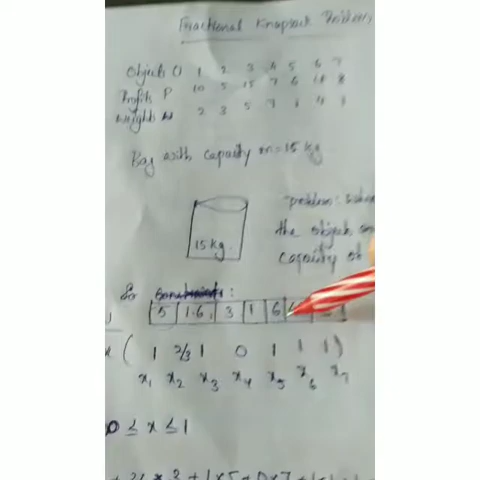 Fractional Knapsack Problem
Objects O 1 2 3 4 5 6 7
Profits P 10 5 15 7 6 18 8
Weights w 2 3 5 7 1 4 1
Bag with capacity m=15 kg
15 kg.
problem:
the object
capacity of
:
5 1.6 3 1 6
x ( 1 2/3 1 0 1 1 1 )
x₁ x₂ x₃ x₄ x₅ x₆ x₇
0 ≤ x ≤ 1